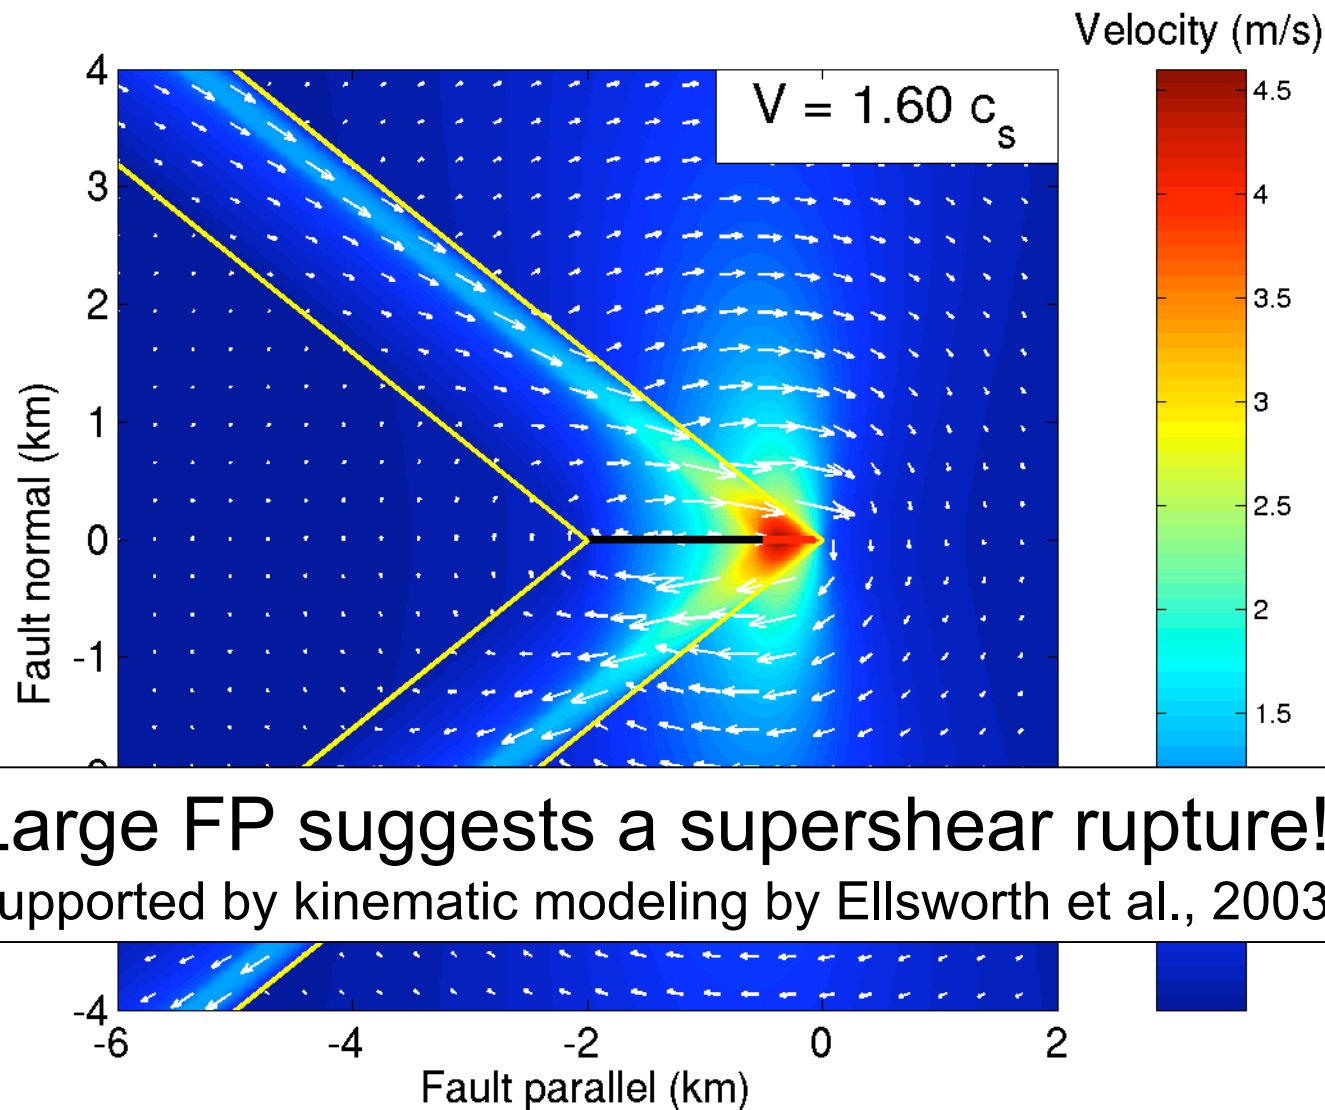 Velocity (m/s)
V = 1.60 c_s
4
3
2
1
0
-1
-4
Fault normal (km)
4.5
4
3.5
3
2.5
2
1.5
Large FP suggests a supershear rupture!
upported by kinematic modeling by Ellsworth et al., 2003
-6 -4 -2 0 2
Fault parallel (km)